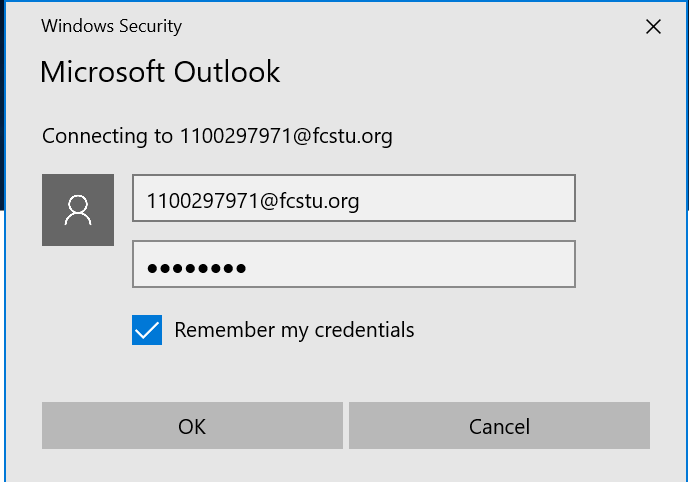 Windows Security
Microsoft Outlook
Connecting to 1100297971@fcstu.org
1100297971@fcstu.org
●●●●●●●●
Remember my credentials
OK
Cancel